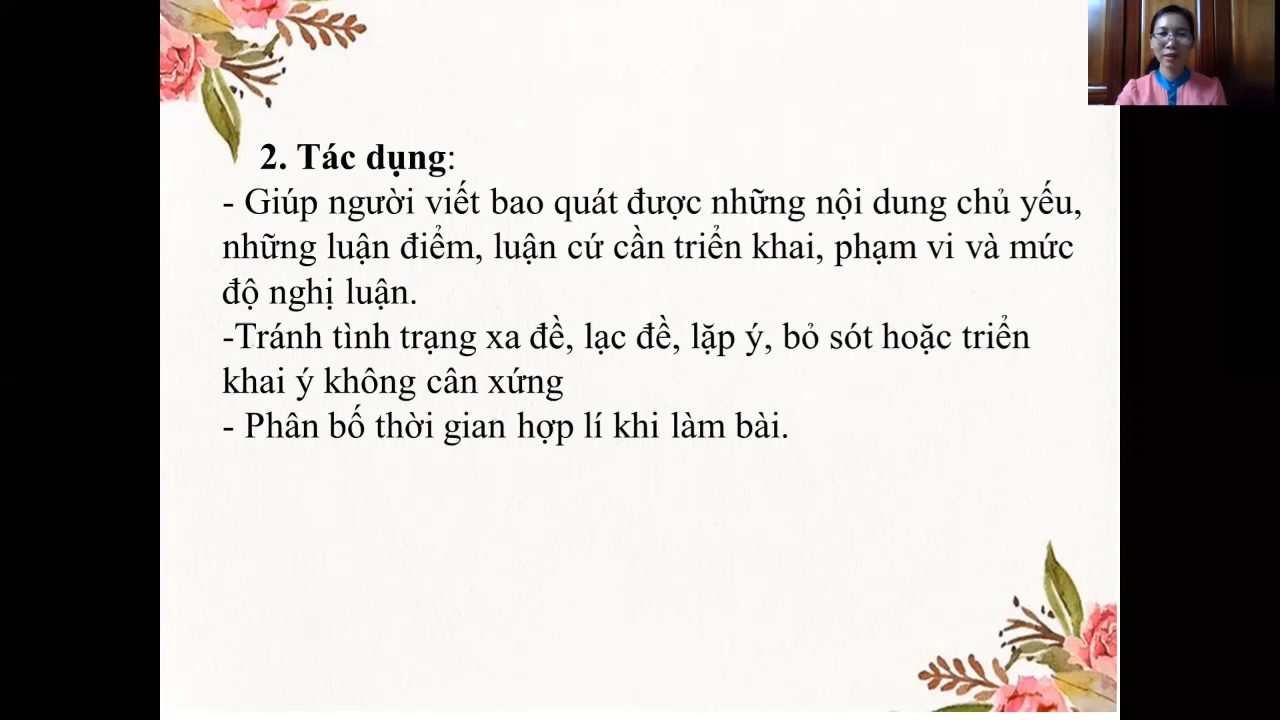 2. Tác dụng:
- Giúp người viết bao quát được những nội dung chủ yếu,
những luận điểm, luận cứ cần triển khai, phạm vi và mức
độ nghị luận.
-Tránh tình trạng xa đề, lạc đề, lặp ý, bỏ sót hoặc triển
khai ý không cân xứng
- Phân bố thời gian hợp lí khi làm bài.